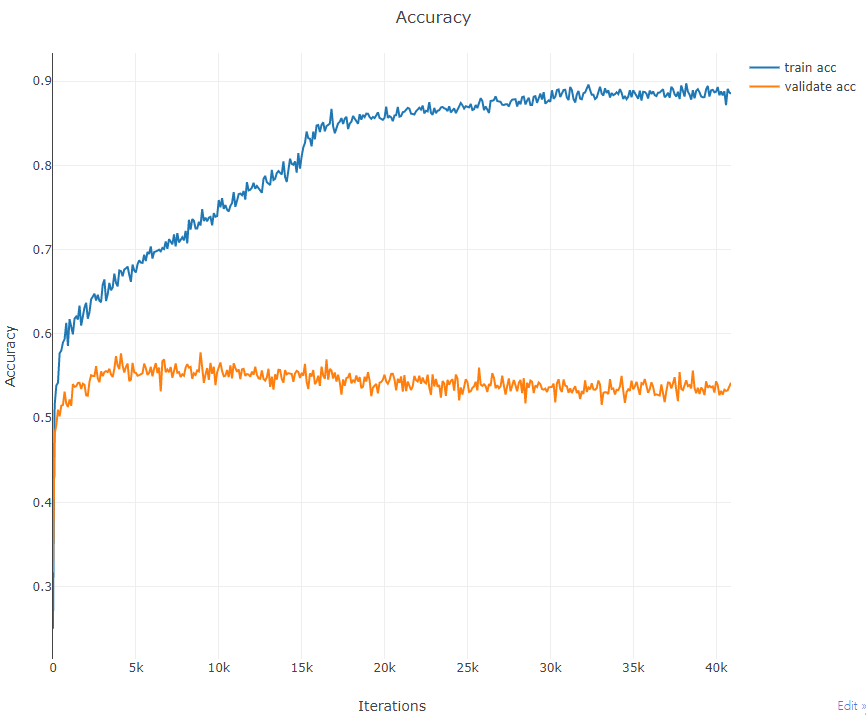 Accuracy
train acc
validate acc
0.9
0.8
0.7
0.6
0.5
0.4
0.3
Accuracy
0
5k
10k
15k
20k
25k
30k
35k
40k
Iterations
Edit »